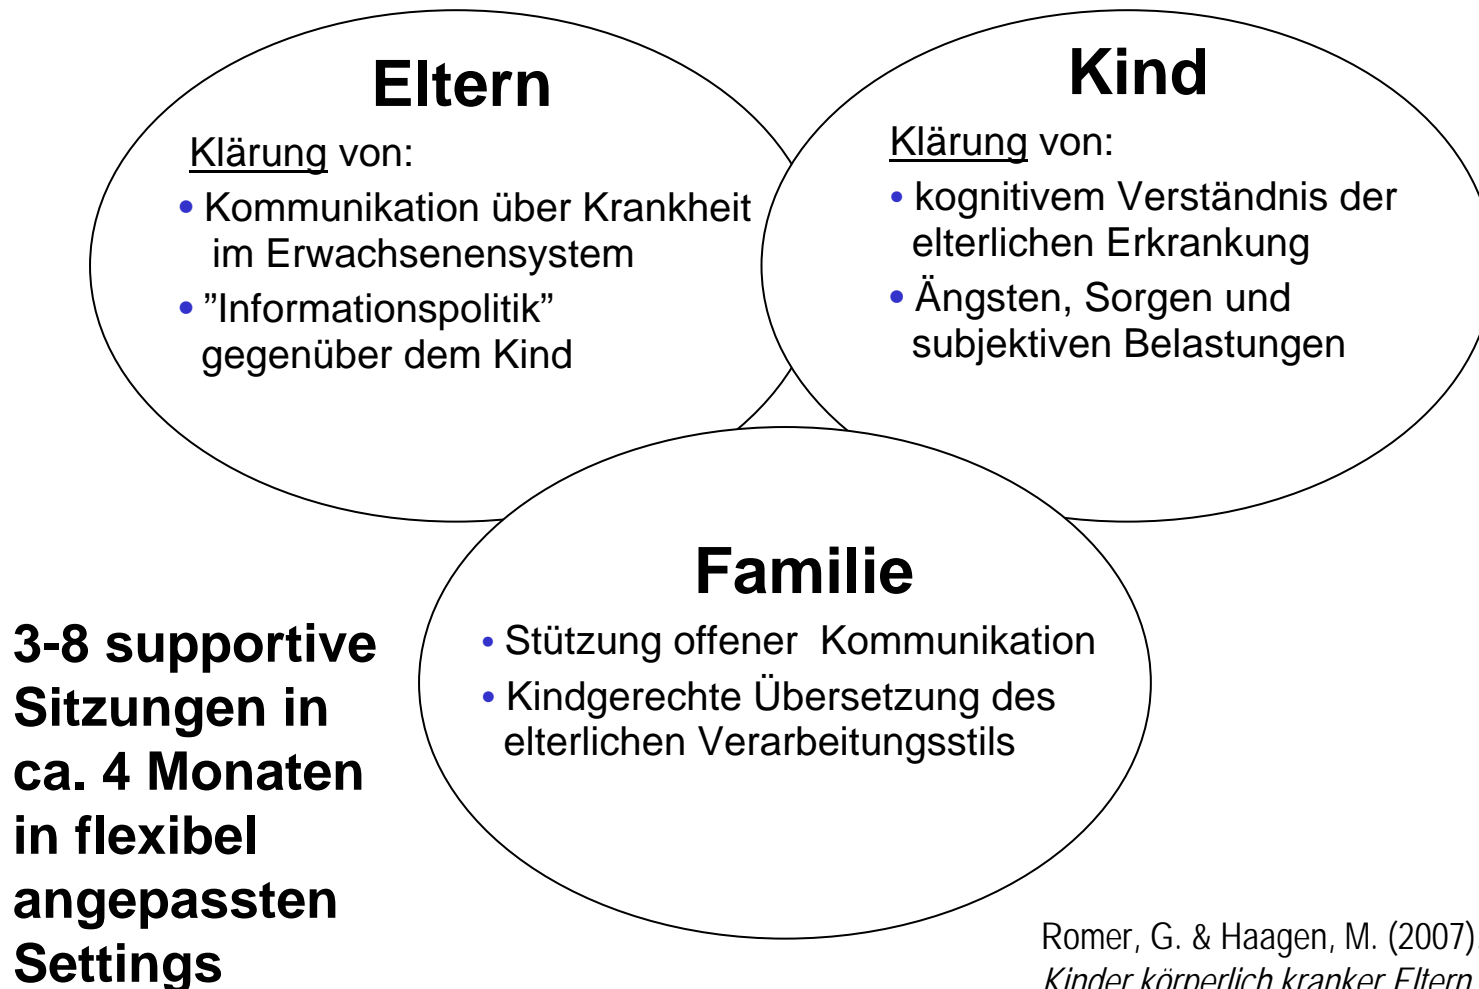 Eltern
Klärung von:
• Kommunikation über Krankheit
im Erwachsenensystem
• ”Informationspolitik”
gegenüber dem Kind
Kind
Klärung von:
• kognitivem Verständnis der
elterlichen Erkrankung
• Ängsten, Sorgen und
subjektiven Belastungen
Familie
• Stützung offener Kommunikation
• Kindgerechte Übersetzung des
elterlichen Verarbeitungsstils
3-8 supportive
Sitzungen in
ca. 4 Monaten
in flexibel
angepassten
Settings
Romer, G. & Haagen, M. (2007).
Kinder körperlich kranker Eltern